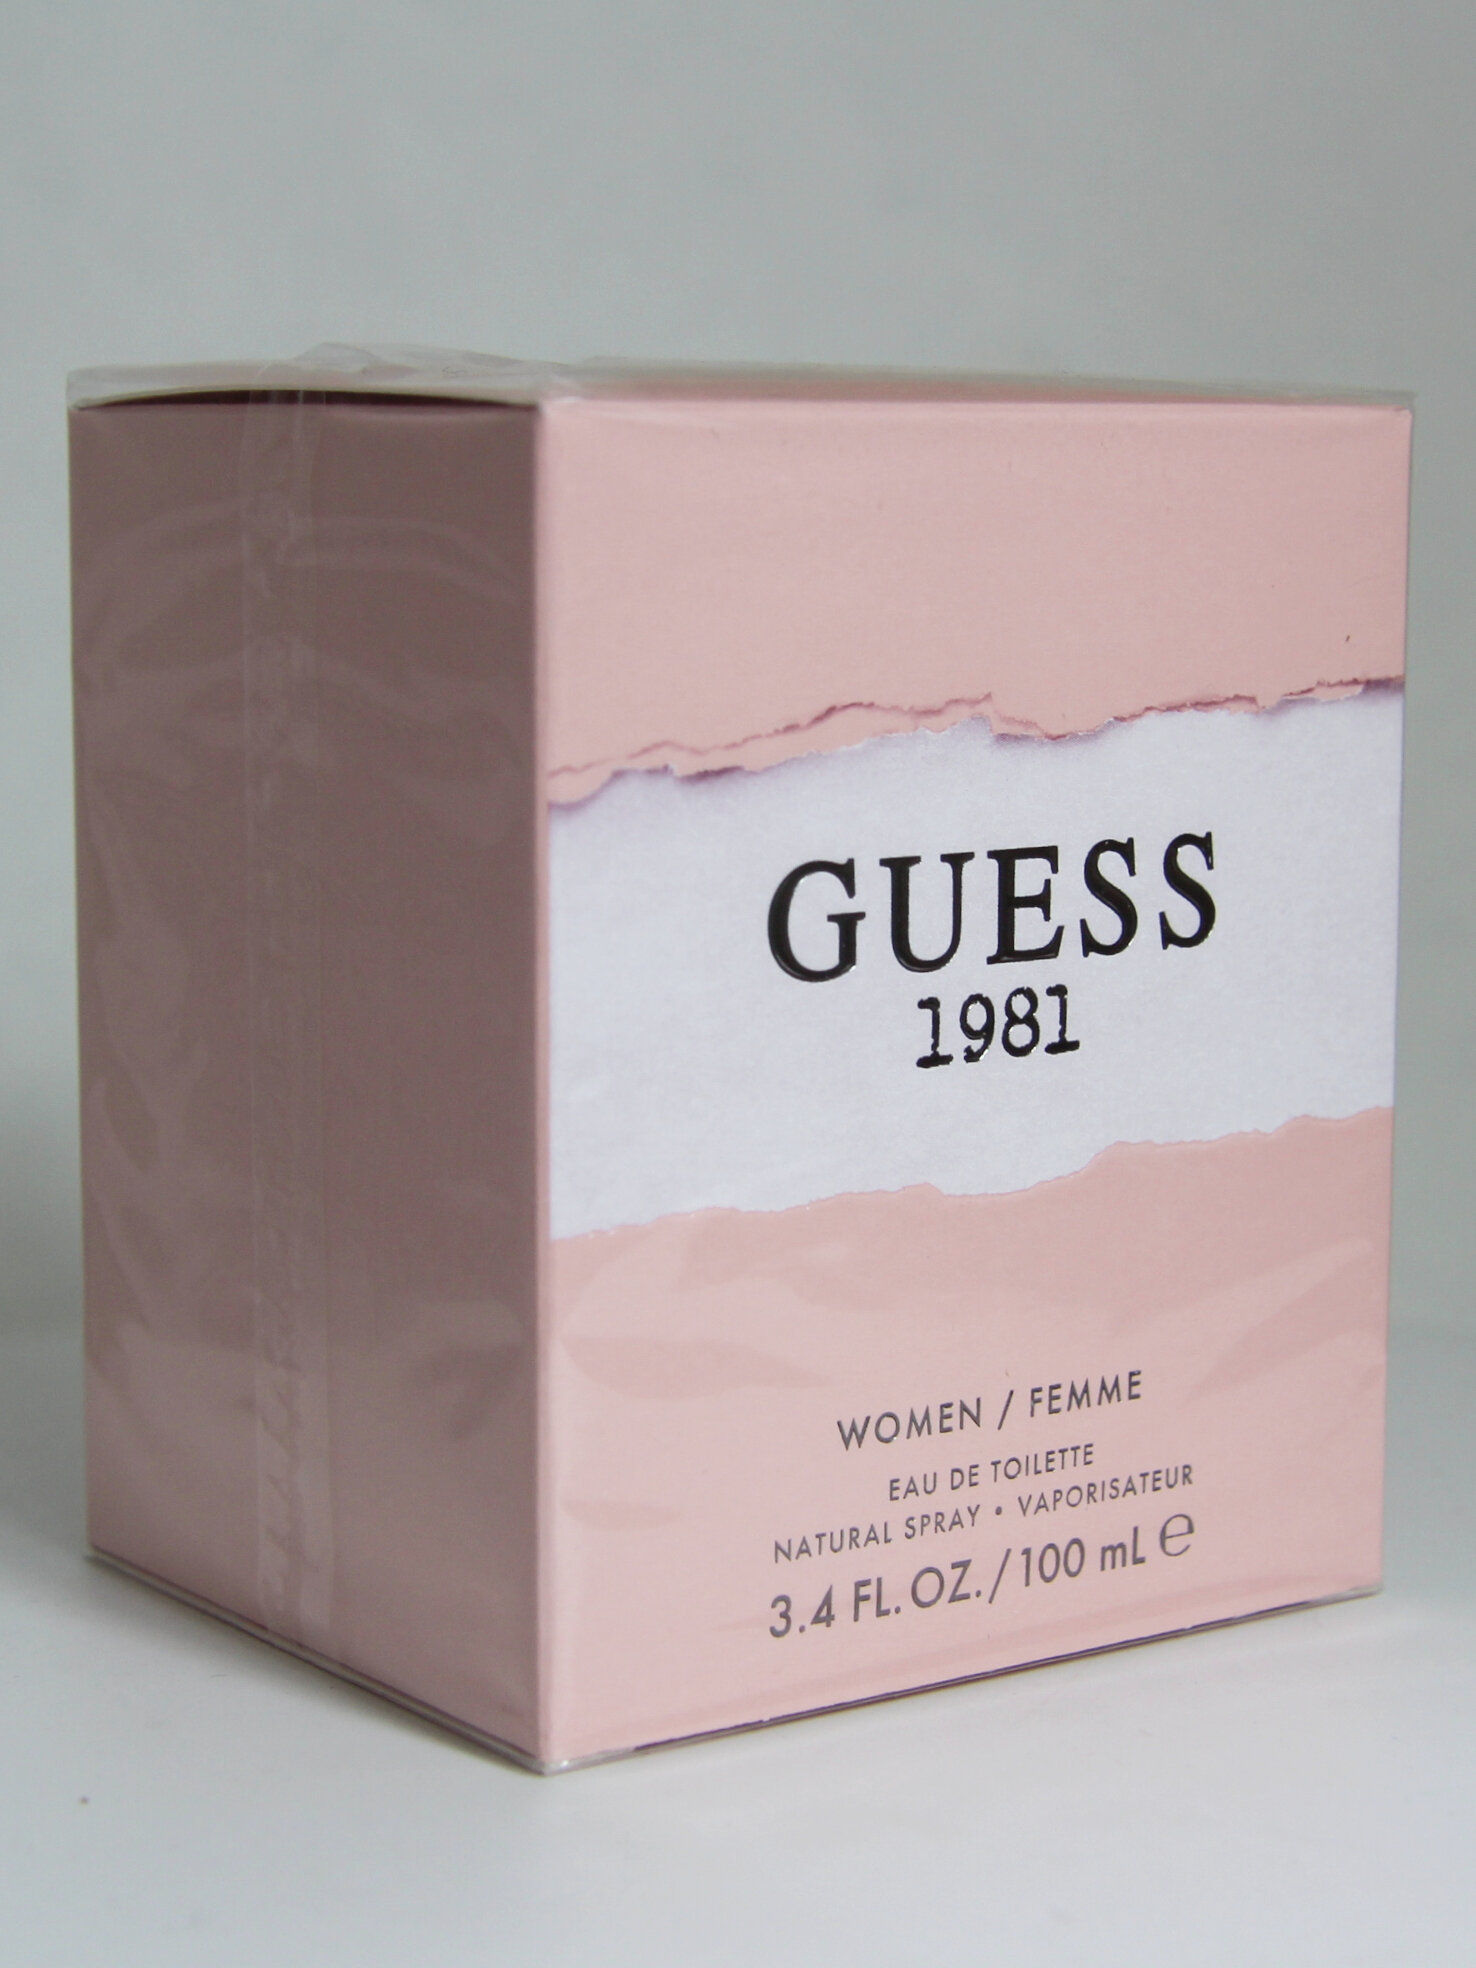 GUESS
1981
WOMEN / FEMME
EAU DE TOILETTE
NATURAL SPRAY • VAPORISATEUR
3.4 FL. OZ. / 100 mL ℮